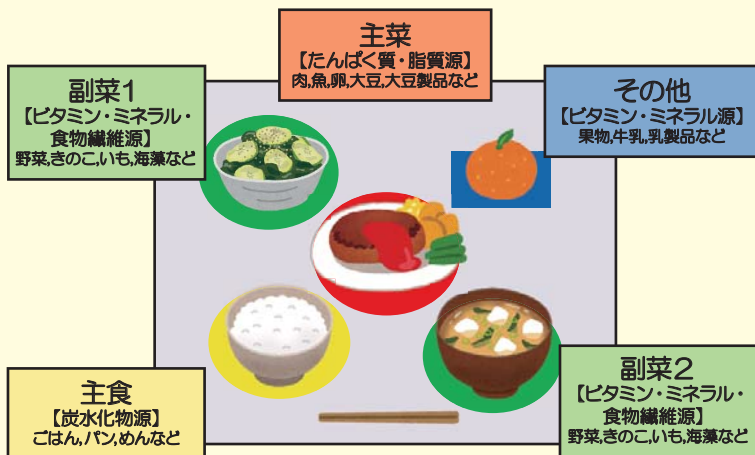 主菜
【たんぱく質・脂質源】
肉,魚,卵,大豆,大豆製品など
副菜1
【ビタミン・ミネラル・
食物繊維源】
野菜,きのこ,いも,海藻など
その他
【ビタミン・ミネラル源】
果物,牛乳,乳製品など
主食
【炭水化物源】
ごはん,パン,めんなど
副菜2
【ビタミン・ミネラル・
食物繊維源】
野菜,きのこ,いも,海藻など